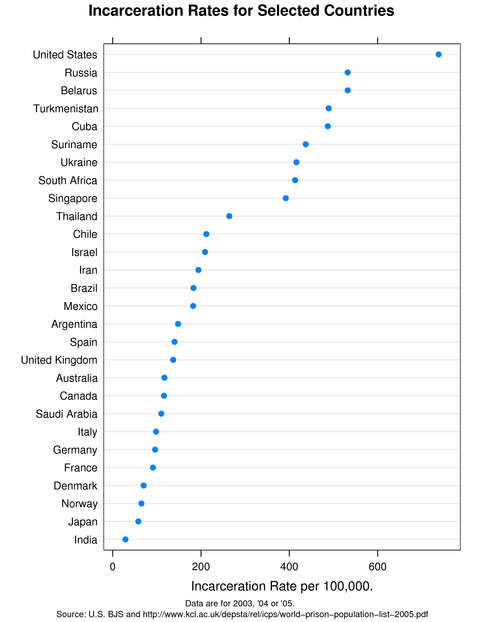 Incarceration Rates for Selected Countries
United States
Russia
Belarus
Turkmenistan
Cuba
Suriname
Ukraine
South Africa
Singapore
Thailand
Chile
Israel
Iran
Brazil
Mexico
Argentina
Spain
United Kingdom
Australia
Canada
Saudi Arabia
Italy
Germany
France
Denmark
Norway
Japan
India
0 200 400 600
Incarceration Rate per 100,000.
Data are for 2003, '04 or '05.
Source: U.S. BJS and http://www.kcl.ac.uk/depsta/rel/icps/world−prison−population−list−2005.pdf